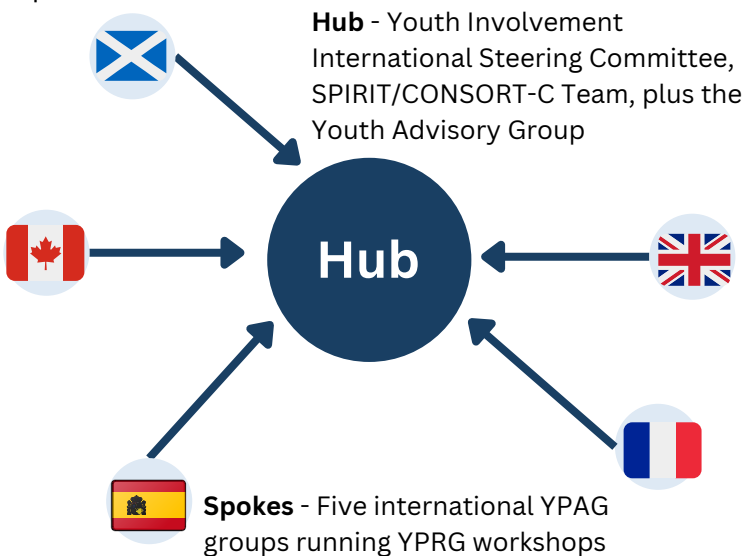 Hub - Youth Involvement
International Steering Committee,
SPIRIT/CONSORT-C Team, plus the
Youth Advisory Group
Hub
Spokes - Five international YPAG
groups running YPRG workshops